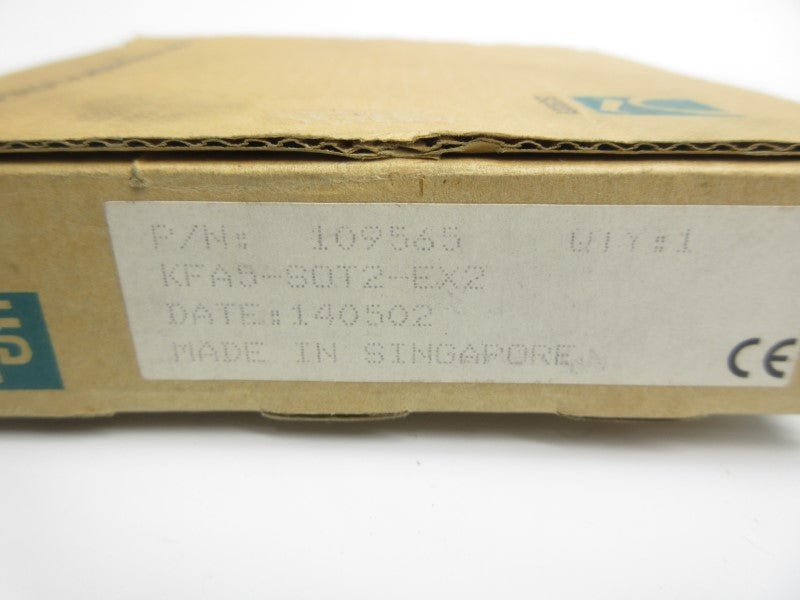 P/N: 109565 QTY:1
KFA5-SOT2-EX2
DATE:140502
MADE IN SINGAPORE
CE